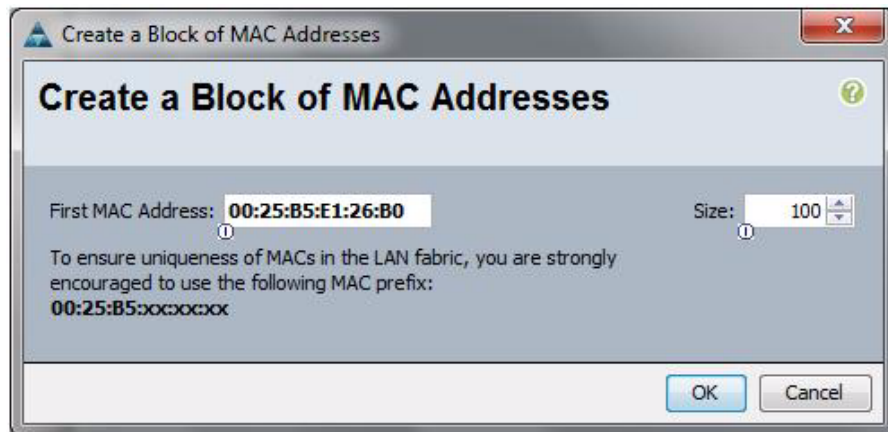 Create a Block of MAC Addresses
Create a Block of MAC Addresses
First MAC Address: 00:25:B5:E1:26:B0 Size: 100
To ensure uniqueness of MACs in the LAN fabric, you are strongly
encouraged to use the following MAC prefix:
00:25:B5:xx:xx:xx
OK Cancel